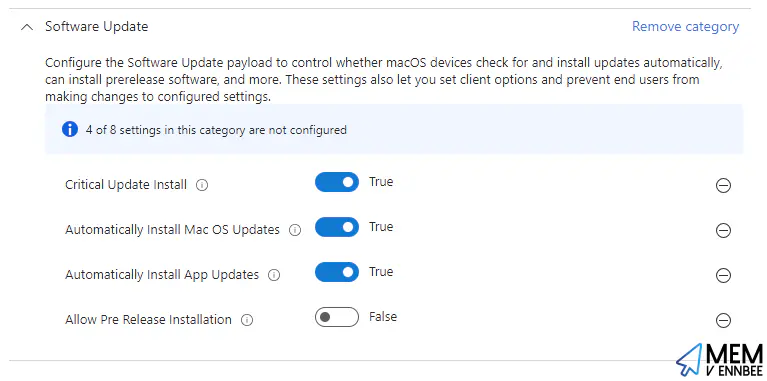 Software Update
Remove category
Configure the Software Update payload to control whether macOS devices check for and install updates automatically,
can install prerelease software, and more. These settings also let you set client options and prevent end users from
making changes to configured settings.
4 of 8 settings in this category are not configured
Critical Update Install
True
Automatically Install Mac OS Updates
True
Automatically Install App Updates
True
Allow Pre Release Installation
False
MEM
V ENNBEE